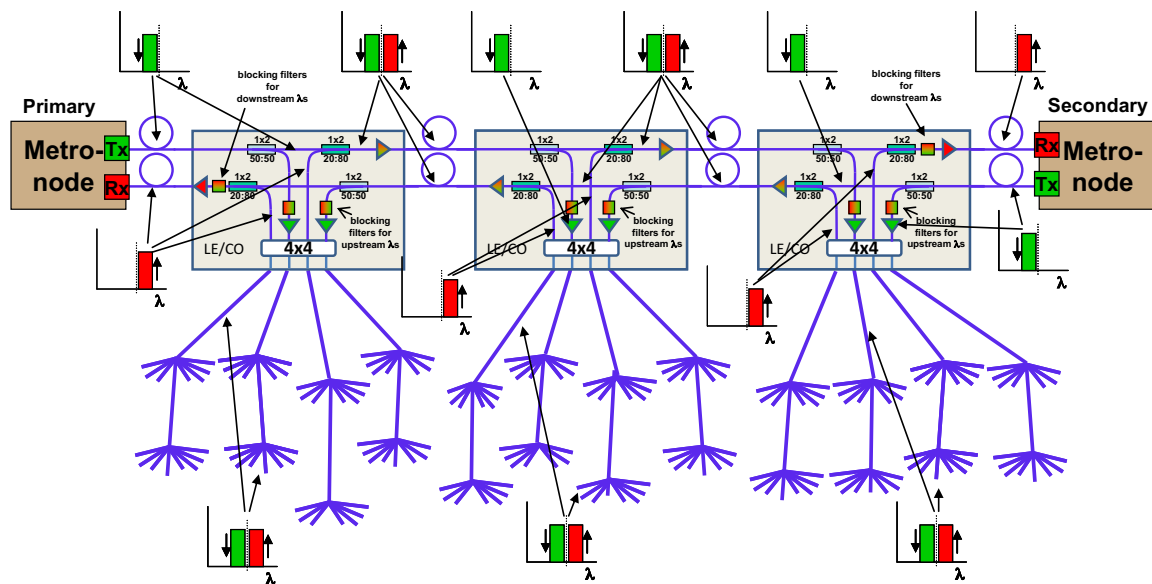 λ
λ
λ
λ
λ
λ
blocking filters
for
downstream λs
blocking filters
for
downstream λs
Primary
Secondary
Metro-
node
Tx
Rx
Rx
Tx
Metro-
node
1x2
50:50
1x2
20:80
1x2
50:50
1x2
20:80
1x2
50:50
1x2
20:80
1x2
20:80
1x2
50:50
1x2
20:80
1x2
50:50
1x2
20:80
1x2
50:50
blocking
filters for
upstream λs
blocking
filters for
upstream λs
blocking
filters for
upstream λs
LE/CO
4x4
LE/CO
4x4
LE/CO
4x4
λ
λ
λ
λ
λ
λ
λ